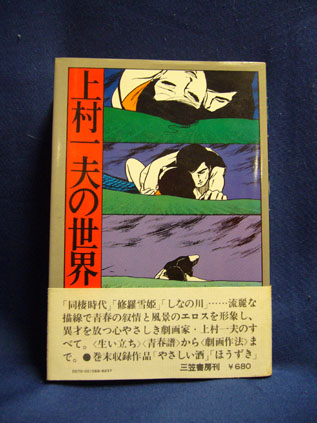 上村一夫の世界
「同棲時代」「修羅雪姫」「しなの川」……流麗な
描線で青春の叙情と風景のエロスを形象し、
異才を放つ心やさしき劇画家・上村一夫のす
べて。〈生い立ち〉〈青春譜〉から〈劇画作法〉ま
で。●巻末収録作品「やさしい酒」「ほうずき」
三笠書房刊 ¥680